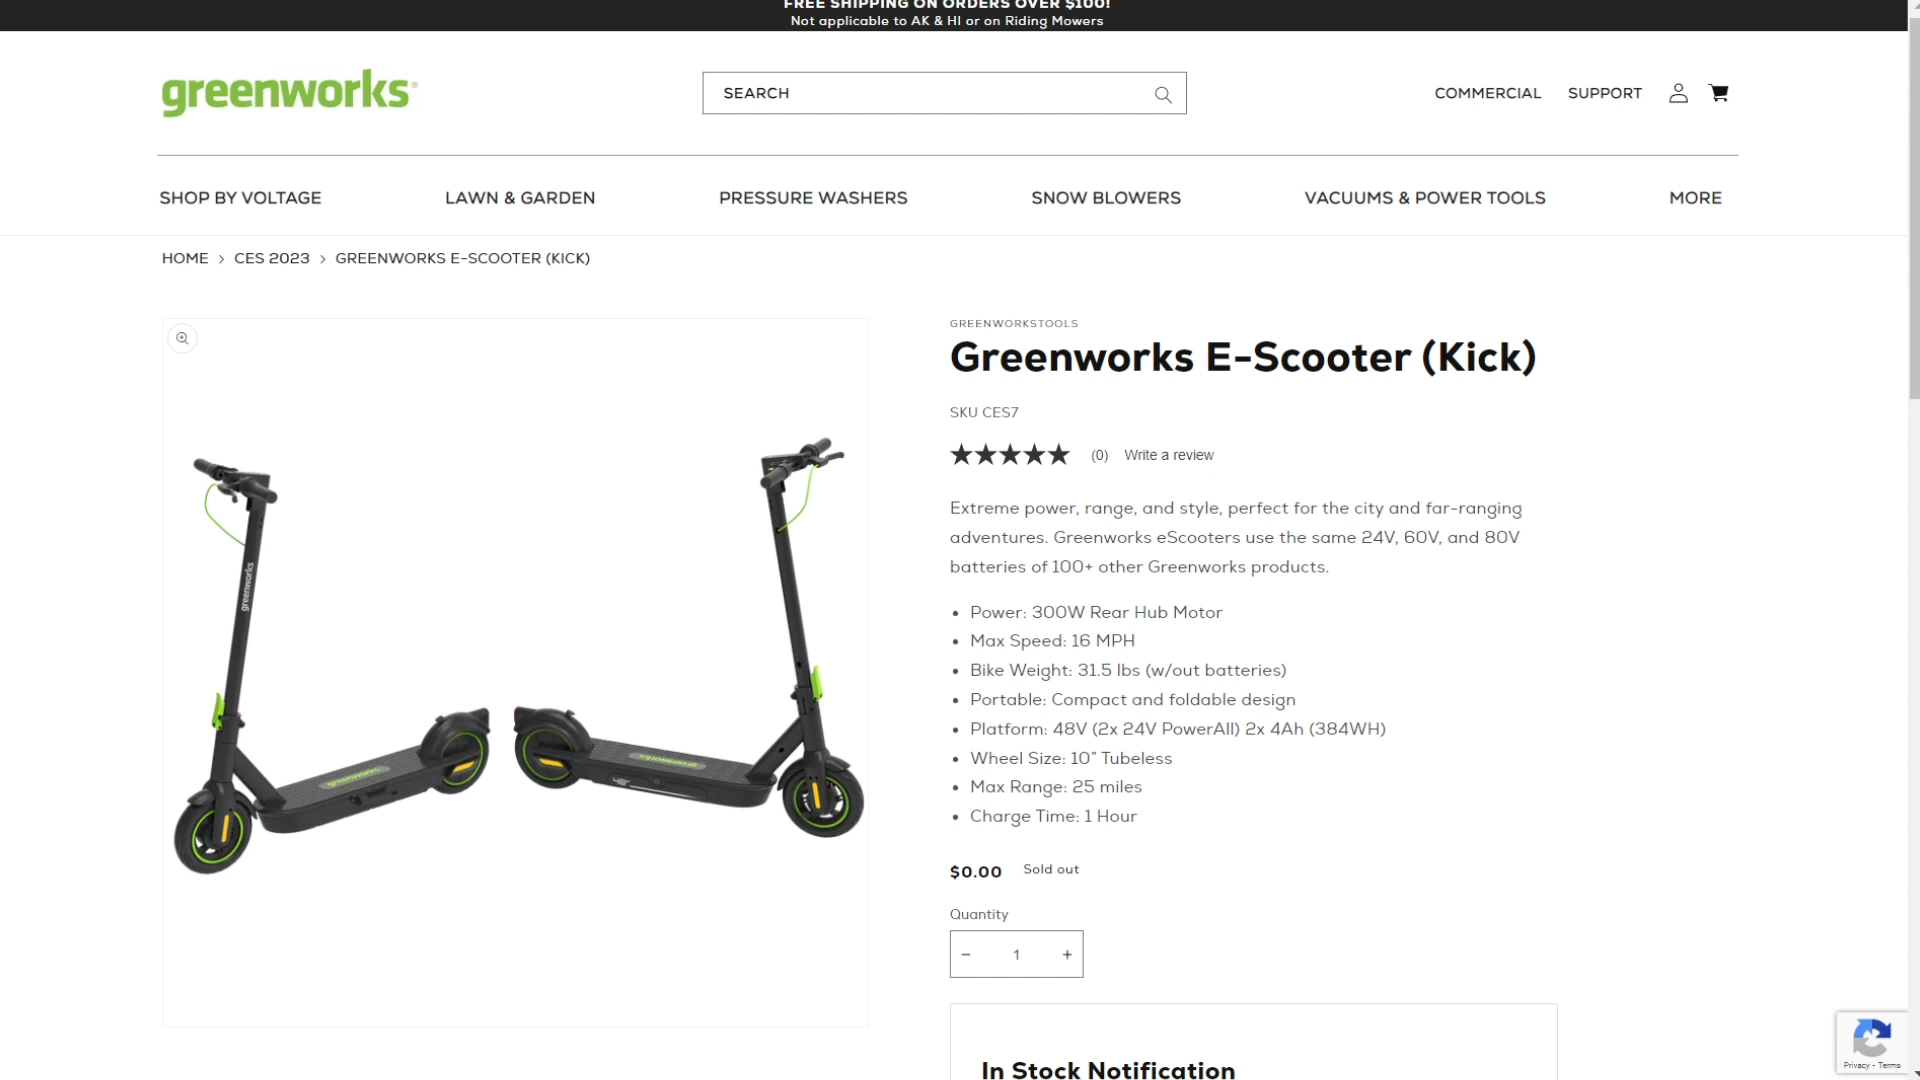 FREE SHIPPING ON ORDERS OVER $100!
Not applicable to AK & HI or on Riding Mowers
greenworks
SEARCH
COMMERCIAL SUPPORT
SHOP BY VOLTAGE LAWN & GARDEN PRESSURE WASHERS SNOW BLOWERS VACUUMS & POWER TOOLS MORE
HOME > CES 2023 > GREENWORKS E-SCOOTER (KICK)
greenworks
greenworks
greenworks
GREENWORKSTOOLS
Greenworks E-Scooter (Kick)
SKU CES7
(0) Write a review
Extreme power, range, and style, perfect for the city and far-ranging
adventures. Greenworks eScooters use the same 24V, 60V, and 80V
batteries of 100+ other Greenworks products.
• Power: 300W Rear Hub Motor
• Max Speed: 16 MPH
• Bike Weight: 31.5 lbs (w/out batteries)
• Portable: Compact and foldable design
• Platform: 48V (2x 24V PowerAll) 2x 4Ah (384WH)
• Wheel Size: 10” Tubeless
• Max Range: 25 miles
• Charge Time: 1 Hour
$0.00 Sold out
Quantity
− 1 +
In Stock Notification
Privacy - Terms